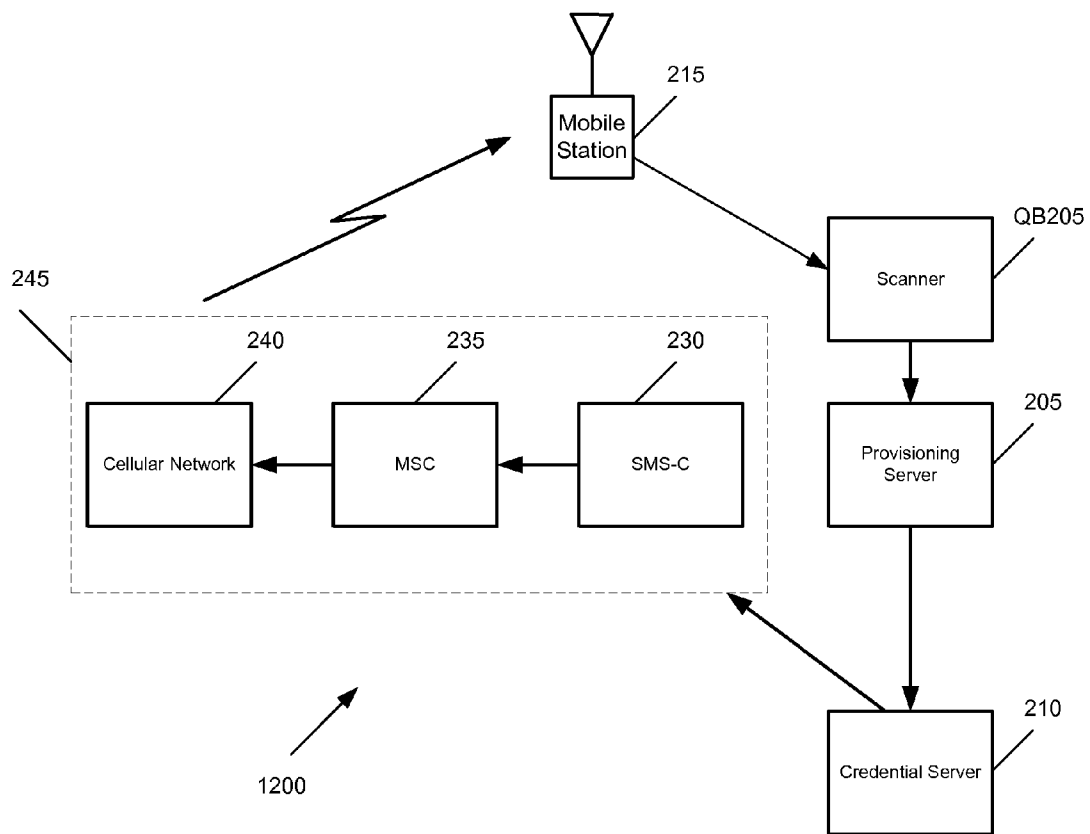 215
Mobile
Station
QB205
Scanner
245
240
235
230
205
Cellular Network
MSC
SMS-C
Provisioning
Server
210
Credential Server
1200